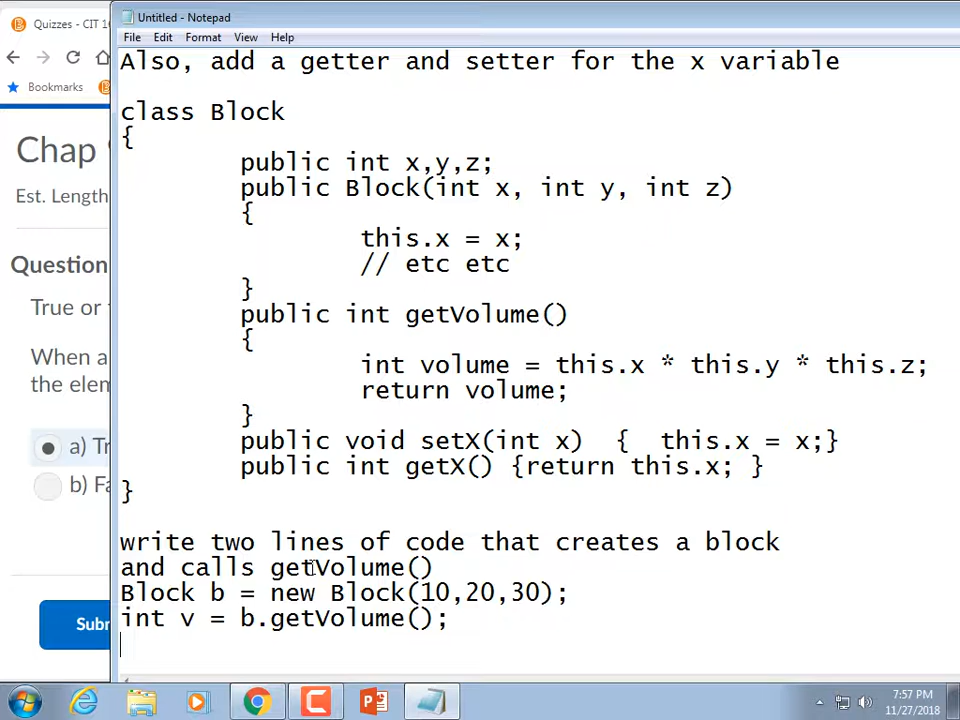 Quizzes - CIT 1
Untitled - Notepad
File Edit Format View Help
Bookmarks
Also, add a getter and setter for the x variable
class Block
{
public int x,y,z;
public Block(int x, int y, int z)
{
this.x = x;
// etc etc
}
public int getVolume()
{
int volume = this.x * this.y * this.z;
return volume;
}
public void setX(int x) { this.x = x;}
public int getX() {return this.x; }
}
write two lines of code that creates a block
and calls getVolume()
Block b = new Block(10,20,30);
int v = b.getVolume();
Chap
Est. Length
Question
True or
When a
the elem
a) Tr
b) Fa
Subm
7:57 PM
11/27/2018